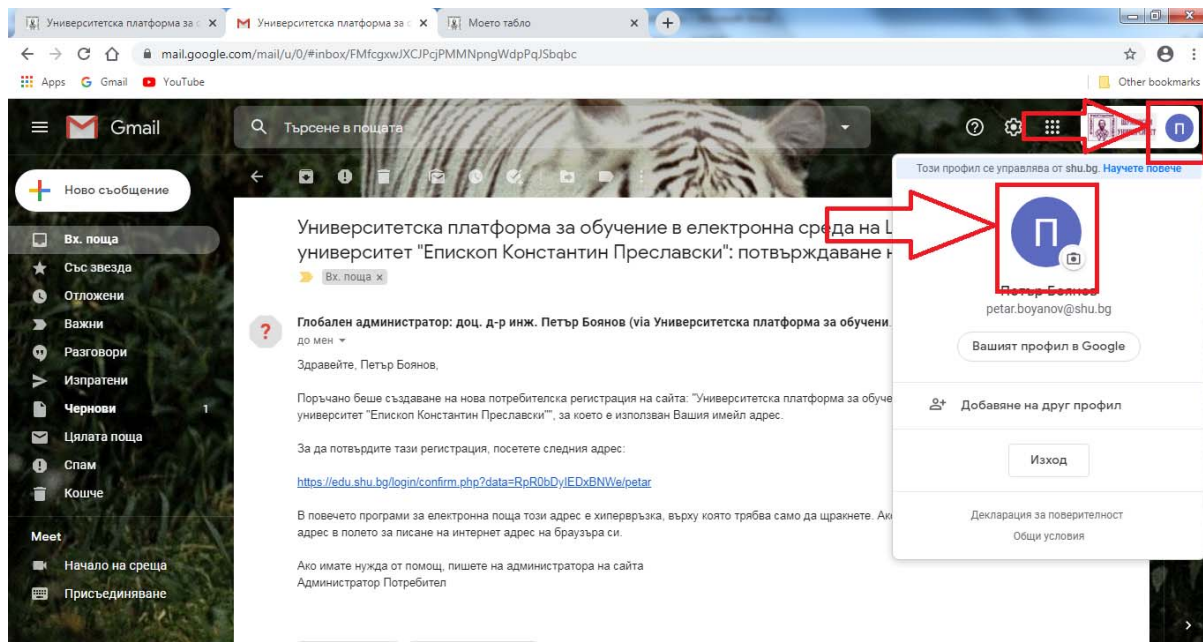 Университетска платформа за с
Университетска платформа за с
Моето табло
mail.google.com/mail/u/0/#inbox/FMfcgxwJXCJPcjPMMNpngWdpPqJSbqbc
Apps
Gmail
YouTube
Other bookmarks
Gmail
Търсене в пощата
П
Ново съобщение
Вх. поща
Със звезда
Отложени
Важни
Разговори
Изпратени
Чернови 1
Цялата поща
Спам
Кошче
Meet
Начало на среща
Присъединяване
Университетска платформа за обучение в електронна среда на
университет "Епископ Константин Преславски": потвърждаване
Вх. поща x
Глобален администратор: доц. д-р инж. Петър Боянов (via Университетска платформа за обучени
до мен
Здравейте, Петър Боянов,
Поръчано беше създаване на нова потребителска регистрация на сайта: "Университетска платформа за обуче
университет "Епископ Константин Преславски"", за което е използван Вашия имейл адрес.
За да потвърдите тази регистрация, посетете следния адрес:
https://edu.shu.bg/login/confirm.php?data=RpR0bDyIEDxBNWe/petar
В повечето програми за електронна поща този адрес е хипервръзка, върху която трябва само да щракнете.
адрес в полето за писане на интернет адрес на браузъра си.
Ако имате нужда от помощ, пишете на администратора на сайта
Администратор Потребител
Този профил се управлява от shu.bg. Научете повече
П
Петър Боянов
petar.boyanov@shu.bg
Вашият профил в Google
Добавяне на друг профил
Изход
Декларация за поверителност
Общи условия